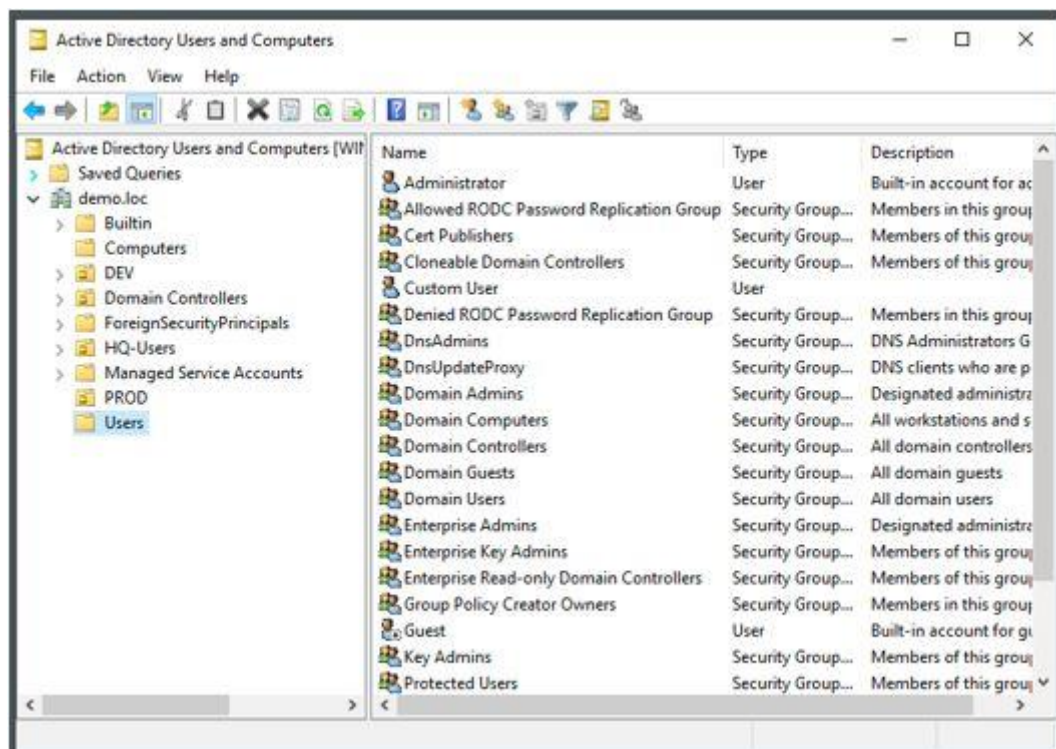 Active Directory Users and Computers
File Action View Help
Active Directory Users and Computers [WIN
Saved Queries
demo.loc
Builtin
Computers
DEV
Domain Controllers
ForeignSecurityPrincipals
HQ-Users
Managed Service Accounts
PROD
Users
Name Type Description
Administrator User Built-in account for ad
Allowed RODC Password Replication Group Security Group... Members in this group
Cert Publishers Security Group... Members of this group
Cloneable Domain Controllers Security Group... Members of this group
Custom User User
Denied RODC Password Replication Group Security Group... Members in this group
DnsAdmins Security Group... DNS Administrators G
DnsUpdateProxy Security Group... DNS clients who are p
Domain Admins Security Group... Designated administra
Domain Computers Security Group... All workstations and s
Domain Controllers Security Group... All domain controllers
Domain Guests Security Group... All domain guests
Domain Users Security Group... All domain users
Enterprise Admins Security Group... Designated administra
Enterprise Key Admins Security Group... Members of this group
Enterprise Read-only Domain Controllers Security Group... Members of this group
Group Policy Creator Owners Security Group... Members in this group
Guest User Built-in account for gu
Key Admins Security Group... Members of this group
Protected Users Security Group... Members of this group